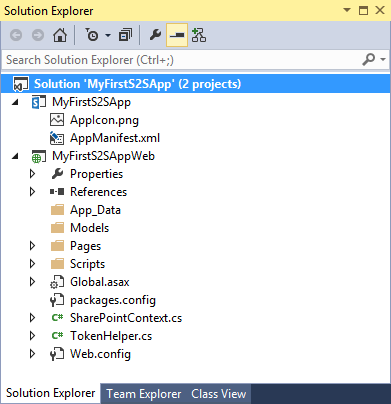 Solution Explorer
Search Solution Explorer (Ctrl+;)
Solution 'MyFirstS2SApp' (2 projects)
MyFirstS2SApp
AppIcon.png
AppManifest.xml
MyFirstS2SAppWeb
Properties
References
App_Data
Models
Pages
Scripts
Global.asax
packages.config
C# SharePointContext.cs
C# TokenHelper.cs
Web.config
Solution Explorer Team Explorer Class View